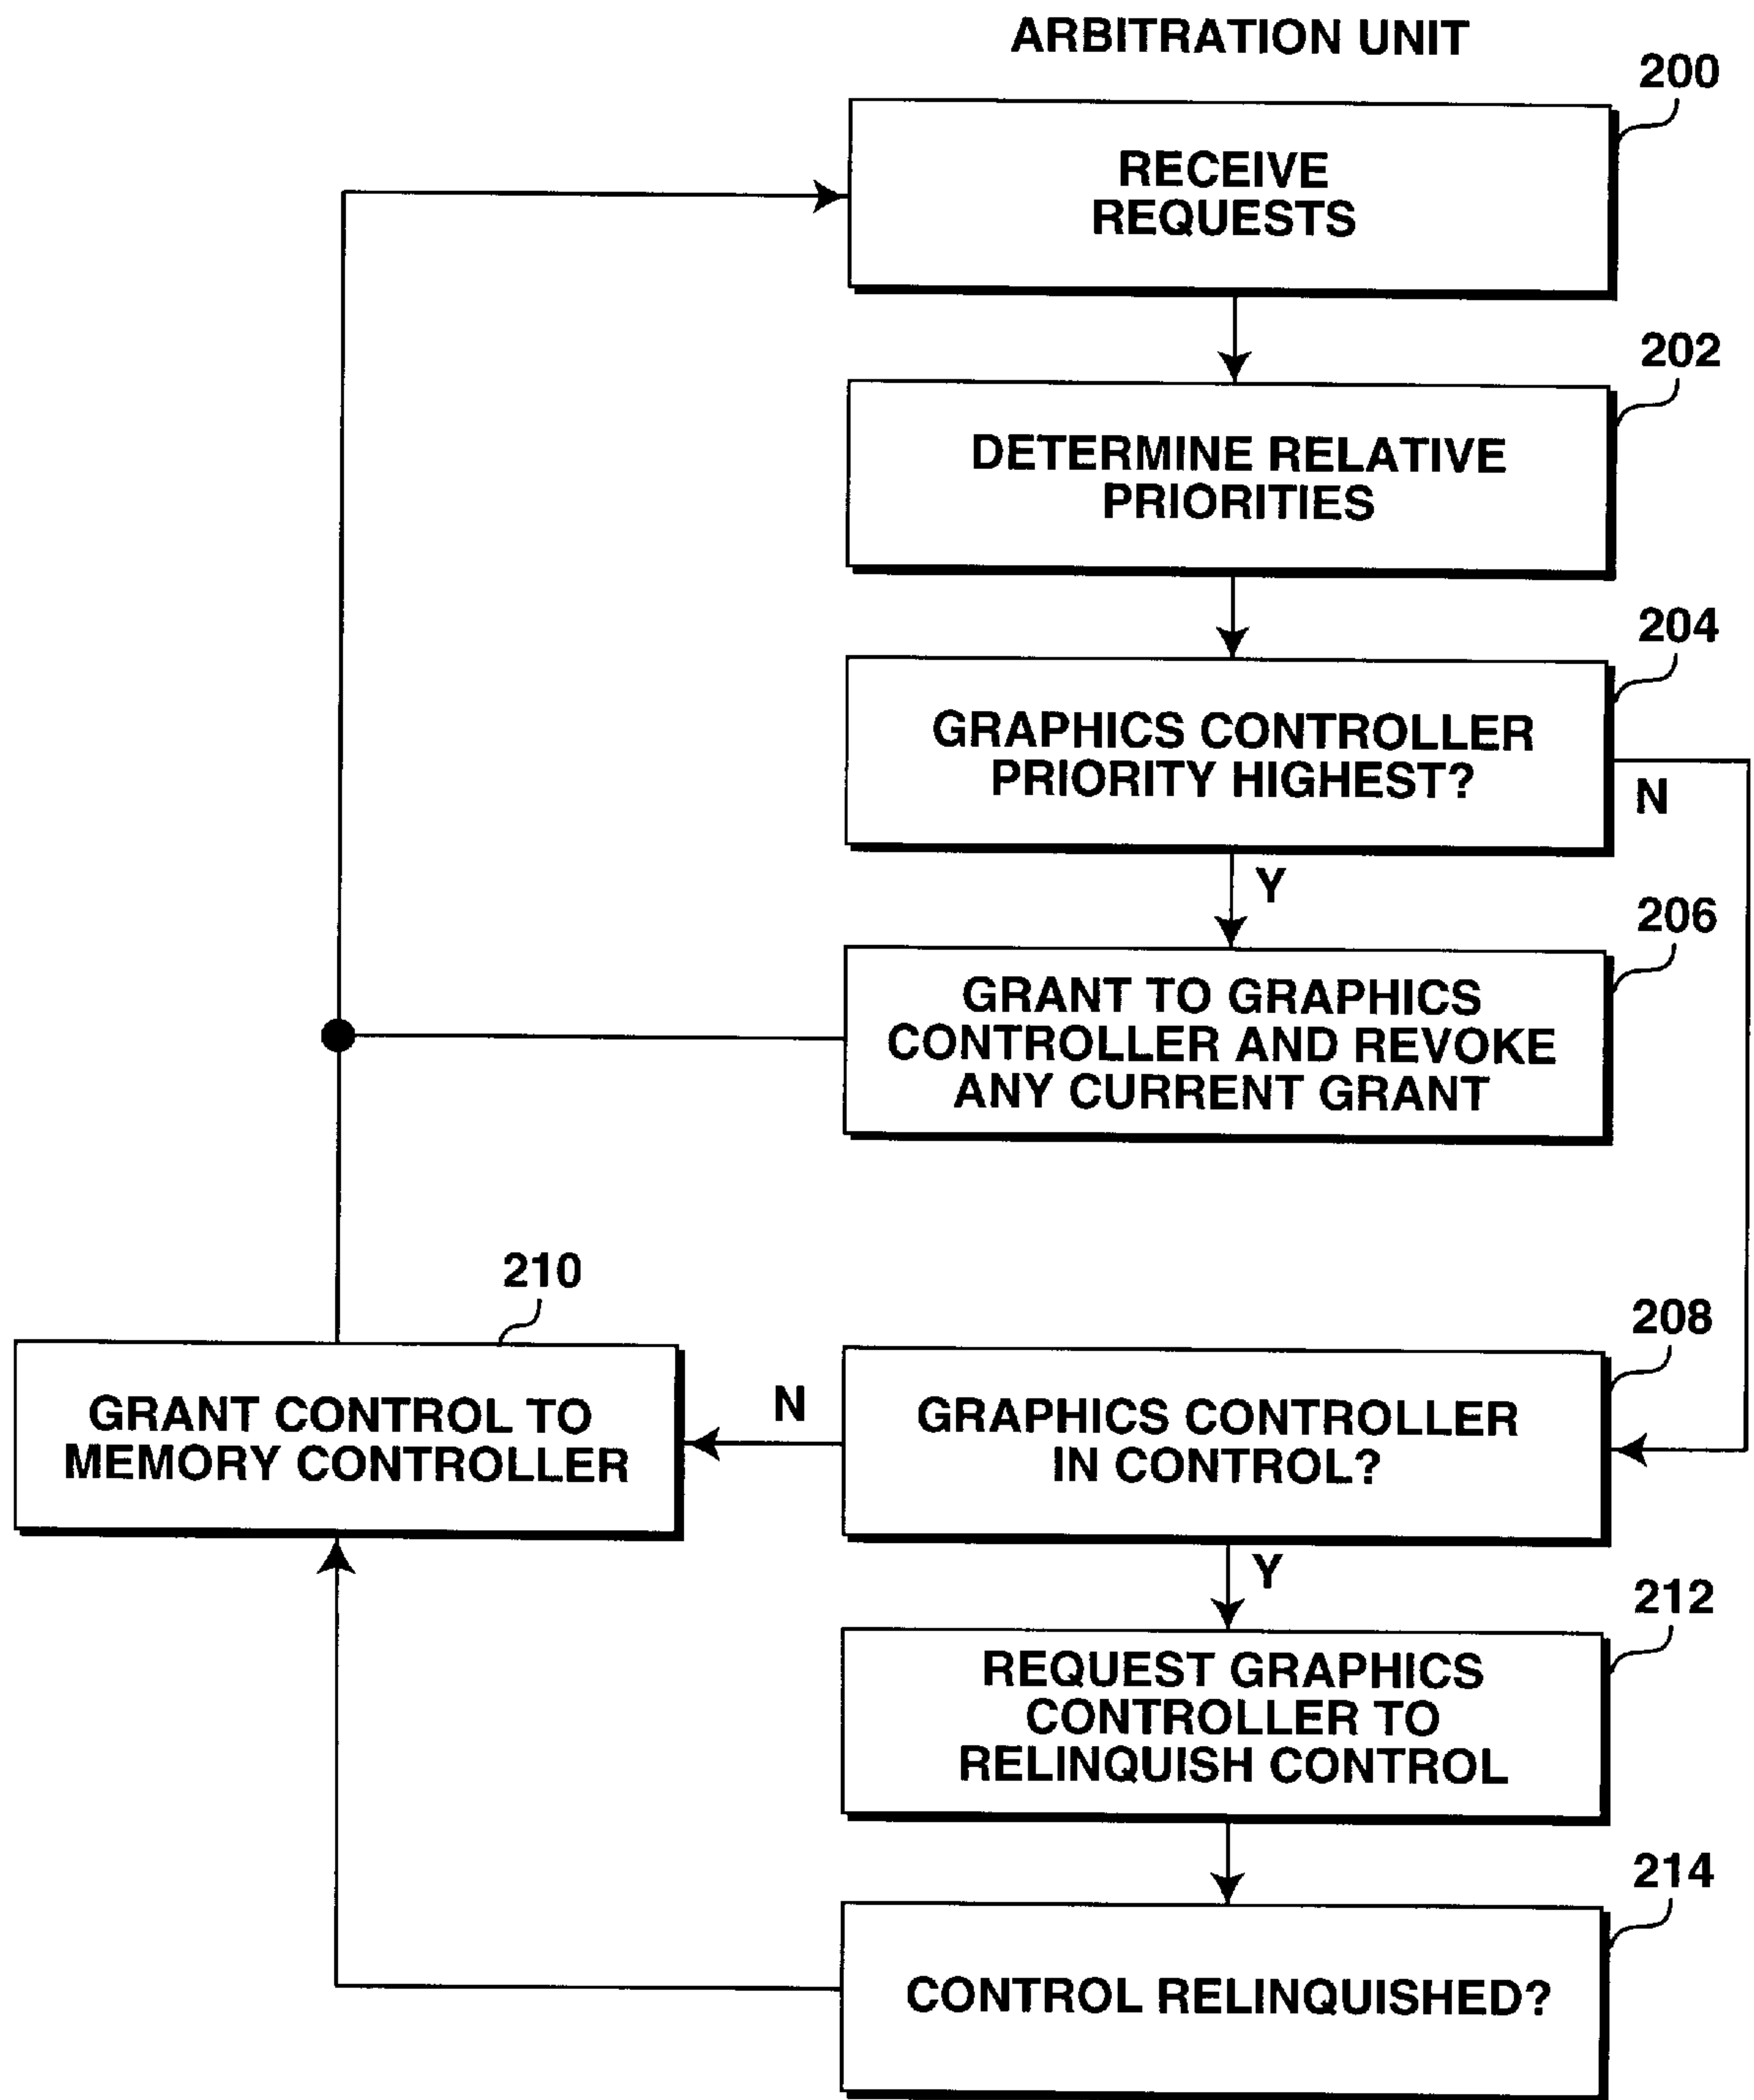 ARBITRATION UNIT
200
RECEIVE
REQUESTS
202
DETERMINE RELATIVE
PRIORITIES
204
GRAPHICS CONTROLLER
PRIORITY HIGHEST?
N
Y
206
GRANT TO GRAPHICS
CONTROLLER AND REVOKE
ANY CURRENT GRANT
210
GRANT CONTROL TO
MEMORY CONTROLLER
N
208
GRAPHICS CONTROLLER
IN CONTROL?
Y
212
REQUEST GRAPHICS
CONTROLLER TO
RELINQUISH CONTROL
214
CONTROL RELINQUISHED?